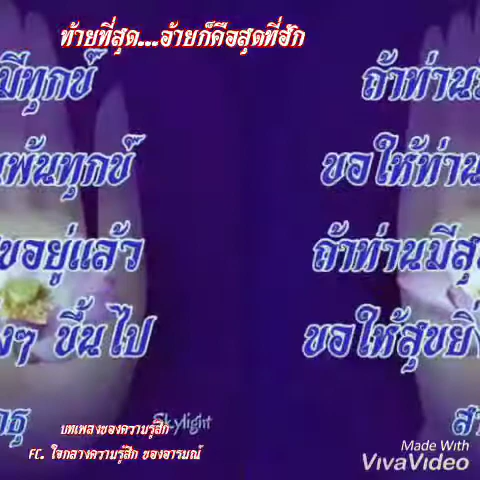 ท้ายที่สุด...อ้ายก็คือสุดที่ฮัก
มีทุกข์
ถ้าท่าน
พ้นทุกข์
ขอให้ท่าน
อยู่แล้ว
ถ้าท่านมีสุ
ๆ ขึ้นไป
ขอให้สุขยิ่
ธุ
สา
บทเพลงของความรู้สึก
Skylight
FC. ใจกลางความรู้สึก ของอารมณ์
Made With
VivaVideo